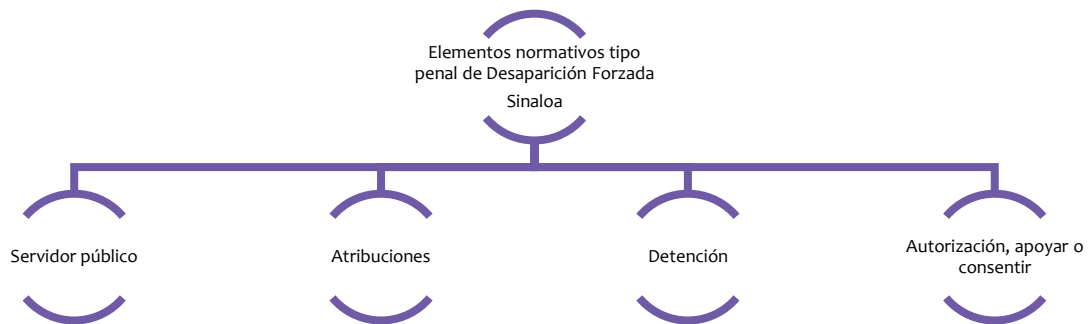 Elementos normativos tipo
penal de Desaparición Forzada
Sinaloa
Servidor público
Atribuciones
Detención
Autorización, apoyar o
consentir